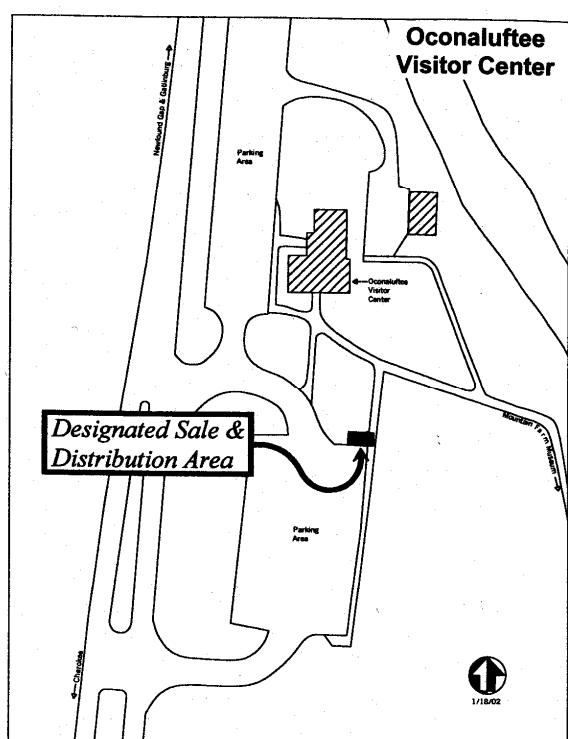 Oconaluftee
Visitor Center
Newfound Gap & Gatlinburg
Parking
Area
Oconaluftee
Visitor
Center
Designated Sale &
Distribution Area
Mountain Farm
Museum
Parking
Area
Cherokee
1/18/02